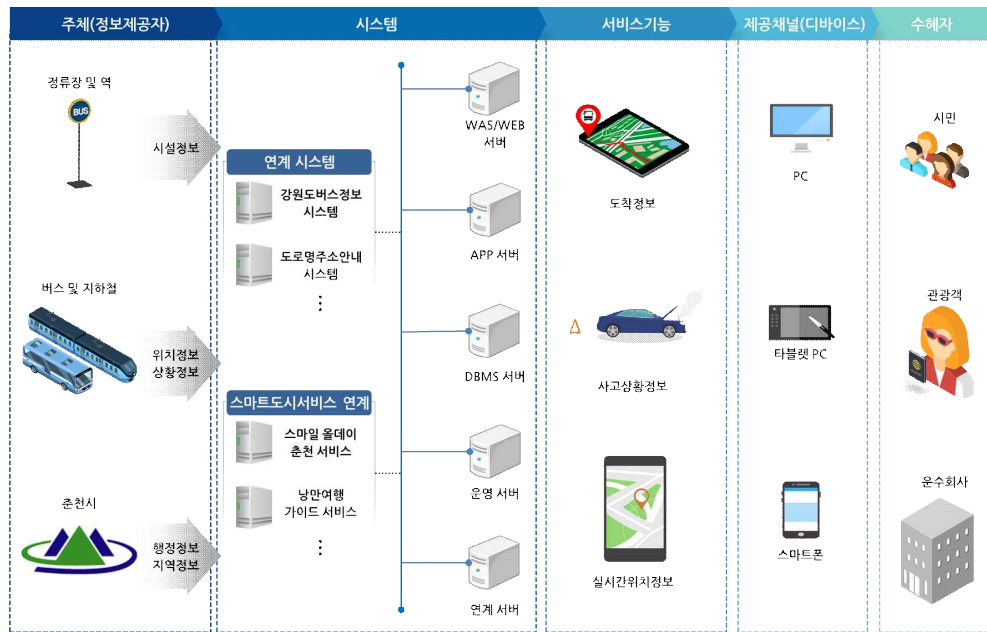 주체(정보제공자)
시스템
서비스기능
제공채널(디바이스)
수혜자
정류장 및 역
BUS
시설정보
버스 및 지하철
위치정보
상황정보
춘천시
행정정보
지역정보
연계 시스템
강원도버스정보
시스템
도로명주소안내
시스템
⋮
스마트도시서비스 연계
스마일 올데이
춘천 서비스
낭만여행
가이드 서비스
⋮
WAS/WEB
서버
APP 서버
DBMS 서버
운영 서버
연계 서버
도착정보
사고상황정보
실시간위치정보
PC
타블렛 PC
스마트폰
시민
관광객
운수회사